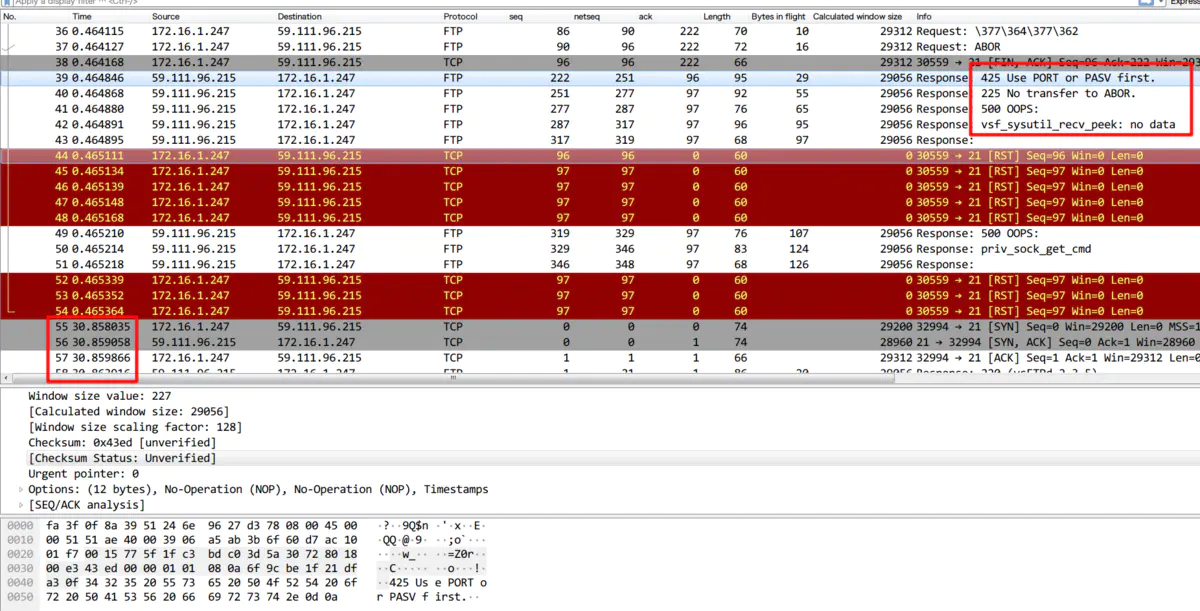 Apply a display filter ··· <Ctrl-/>
Express
No. Time Source Destination Protocol seq netseq ack Length Bytes in flight Calculated window size Info
36 0.464115 172.16.1.247 59.111.96.215 FTP 86 90 222 70 10 29312 Request: \377\364\377\362
37 0.464127 172.16.1.247 59.111.96.215 FTP 90 96 222 72 16 29312 Request: ABOR
38 0.464168 172.16.1.247 59.111.96.215 TCP 96 96 222 66 29312 30559 → 21 [FIN, ACK] Seq=96 Ack=222 Win=293
39 0.464846 59.111.96.215 172.16.1.247 FTP 222 251 96 95 29 29056 Response: 425 Use PORT or PASV first.
40 0.464868 59.111.96.215 172.16.1.247 FTP 251 277 97 92 55 29056 Response: 225 No transfer to ABOR.
41 0.464880 59.111.96.215 172.16.1.247 FTP 277 287 97 76 65 29056 Response: 500 OOPS:
42 0.464891 59.111.96.215 172.16.1.247 FTP 287 317 97 96 95 29056 Response: vsf_sysutil_recv_peek: no data
43 0.464895 59.111.96.215 172.16.1.247 FTP 317 319 97 68 97 29056 Response:
44 0.465111 172.16.1.247 59.111.96.215 TCP 96 96 0 60 0 30559 → 21 [RST] Seq=96 Win=0 Len=0
45 0.465134 172.16.1.247 59.111.96.215 TCP 97 97 0 60 0 30559 → 21 [RST] Seq=97 Win=0 Len=0
46 0.465139 172.16.1.247 59.111.96.215 TCP 97 97 0 60 0 30559 → 21 [RST] Seq=97 Win=0 Len=0
47 0.465148 172.16.1.247 59.111.96.215 TCP 97 97 0 60 0 30559 → 21 [RST] Seq=97 Win=0 Len=0
48 0.465168 172.16.1.247 59.111.96.215 TCP 97 97 0 60 0 30559 → 21 [RST] Seq=97 Win=0 Len=0
49 0.465210 59.111.96.215 172.16.1.247 FTP 319 329 97 76 107 29056 Response: 500 OOPS:
50 0.465214 59.111.96.215 172.16.1.247 FTP 329 346 97 83 124 29056 Response: priv_sock_get_cmd
51 0.465218 59.111.96.215 172.16.1.247 FTP 346 348 97 68 126 29056 Response:
52 0.465339 172.16.1.247 59.111.96.215 TCP 97 97 0 60 0 30559 → 21 [RST] Seq=97 Win=0 Len=0
53 0.465352 172.16.1.247 59.111.96.215 TCP 97 97 0 60 0 30559 → 21 [RST] Seq=97 Win=0 Len=0
54 0.465364 172.16.1.247 59.111.96.215 TCP 97 97 0 60 0 30559 → 21 [RST] Seq=97 Win=0 Len=0
55 30.858035 172.16.1.247 59.111.96.215 TCP 0 0 0 74 29200 32994 → 21 [SYN] Seq=0 Win=29200 Len=0 MSS=1
56 30.859058 59.111.96.215 172.16.1.247 TCP 0 0 1 74 28960 21 → 32994 [SYN, ACK] Seq=0 Ack=1 Win=28960
57 30.859866 172.16.1.247 59.111.96.215 TCP 1 1 1 66 29312 32994 → 21 [ACK] Seq=1 Ack=1 Win=29312 Len=0
58 59.111.96.215 172.16.1.247 FTP 1 21 1 86 20 29056 Response: 220 (vsFTPd 2.3.5)
Window size value: 227
[Calculated window size: 29056]
[Window size scaling factor: 128]
Checksum: 0x43ed [unverified]
[Checksum Status: Unverified]
Urgent pointer: 0
Options: (12 bytes), No-Operation (NOP), No-Operation (NOP), Timestamps
[SEQ/ACK analysis]
0000 fa 3f 0f 8a 39 51 24 6e 96 27 d3 78 08 00 45 00 ·?··9Q$n ·'·x··E·
0010 00 51 51 ae 40 00 39 06 a5 ab 3b 6f 60 d7 ac 10 ·QQ·@·9· ··;o`···
0020 01 f7 00 15 77 5f 1f c3 bd c0 3d 5a 30 72 80 18 ····w_·· ··=Z0r··
0030 00 e3 43 ed 00 00 01 01 08 0a 6f 9c be 1f 21 df ··C····· ··o···!·
0040 a3 0f 34 32 35 20 55 73 65 20 50 4f 52 54 20 6f ··425 Us e PORT o
0050 72 20 50 41 53 56 20 66 69 72 73 74 2e 0d 0a r PASV f irst.··